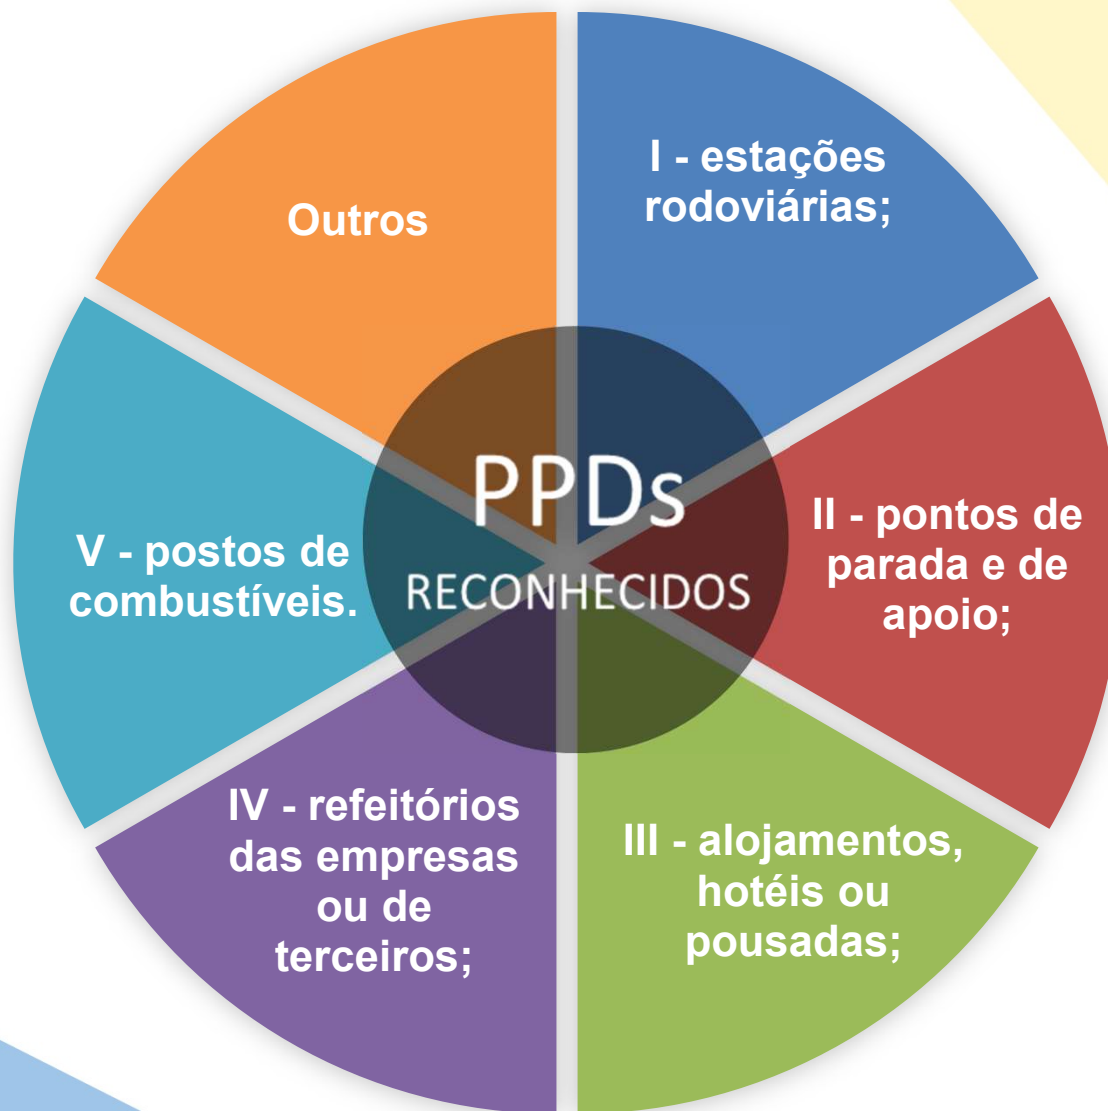 PPDs
RECONHECIDOS
I - estações
rodoviárias;
II - pontos de
parada e de
apoio;
III - alojamentos,
hotéis ou
pousadas;
IV - refeitórios
das empresas
ou de
terceiros;
V - postos de
combustíveis.
Outros